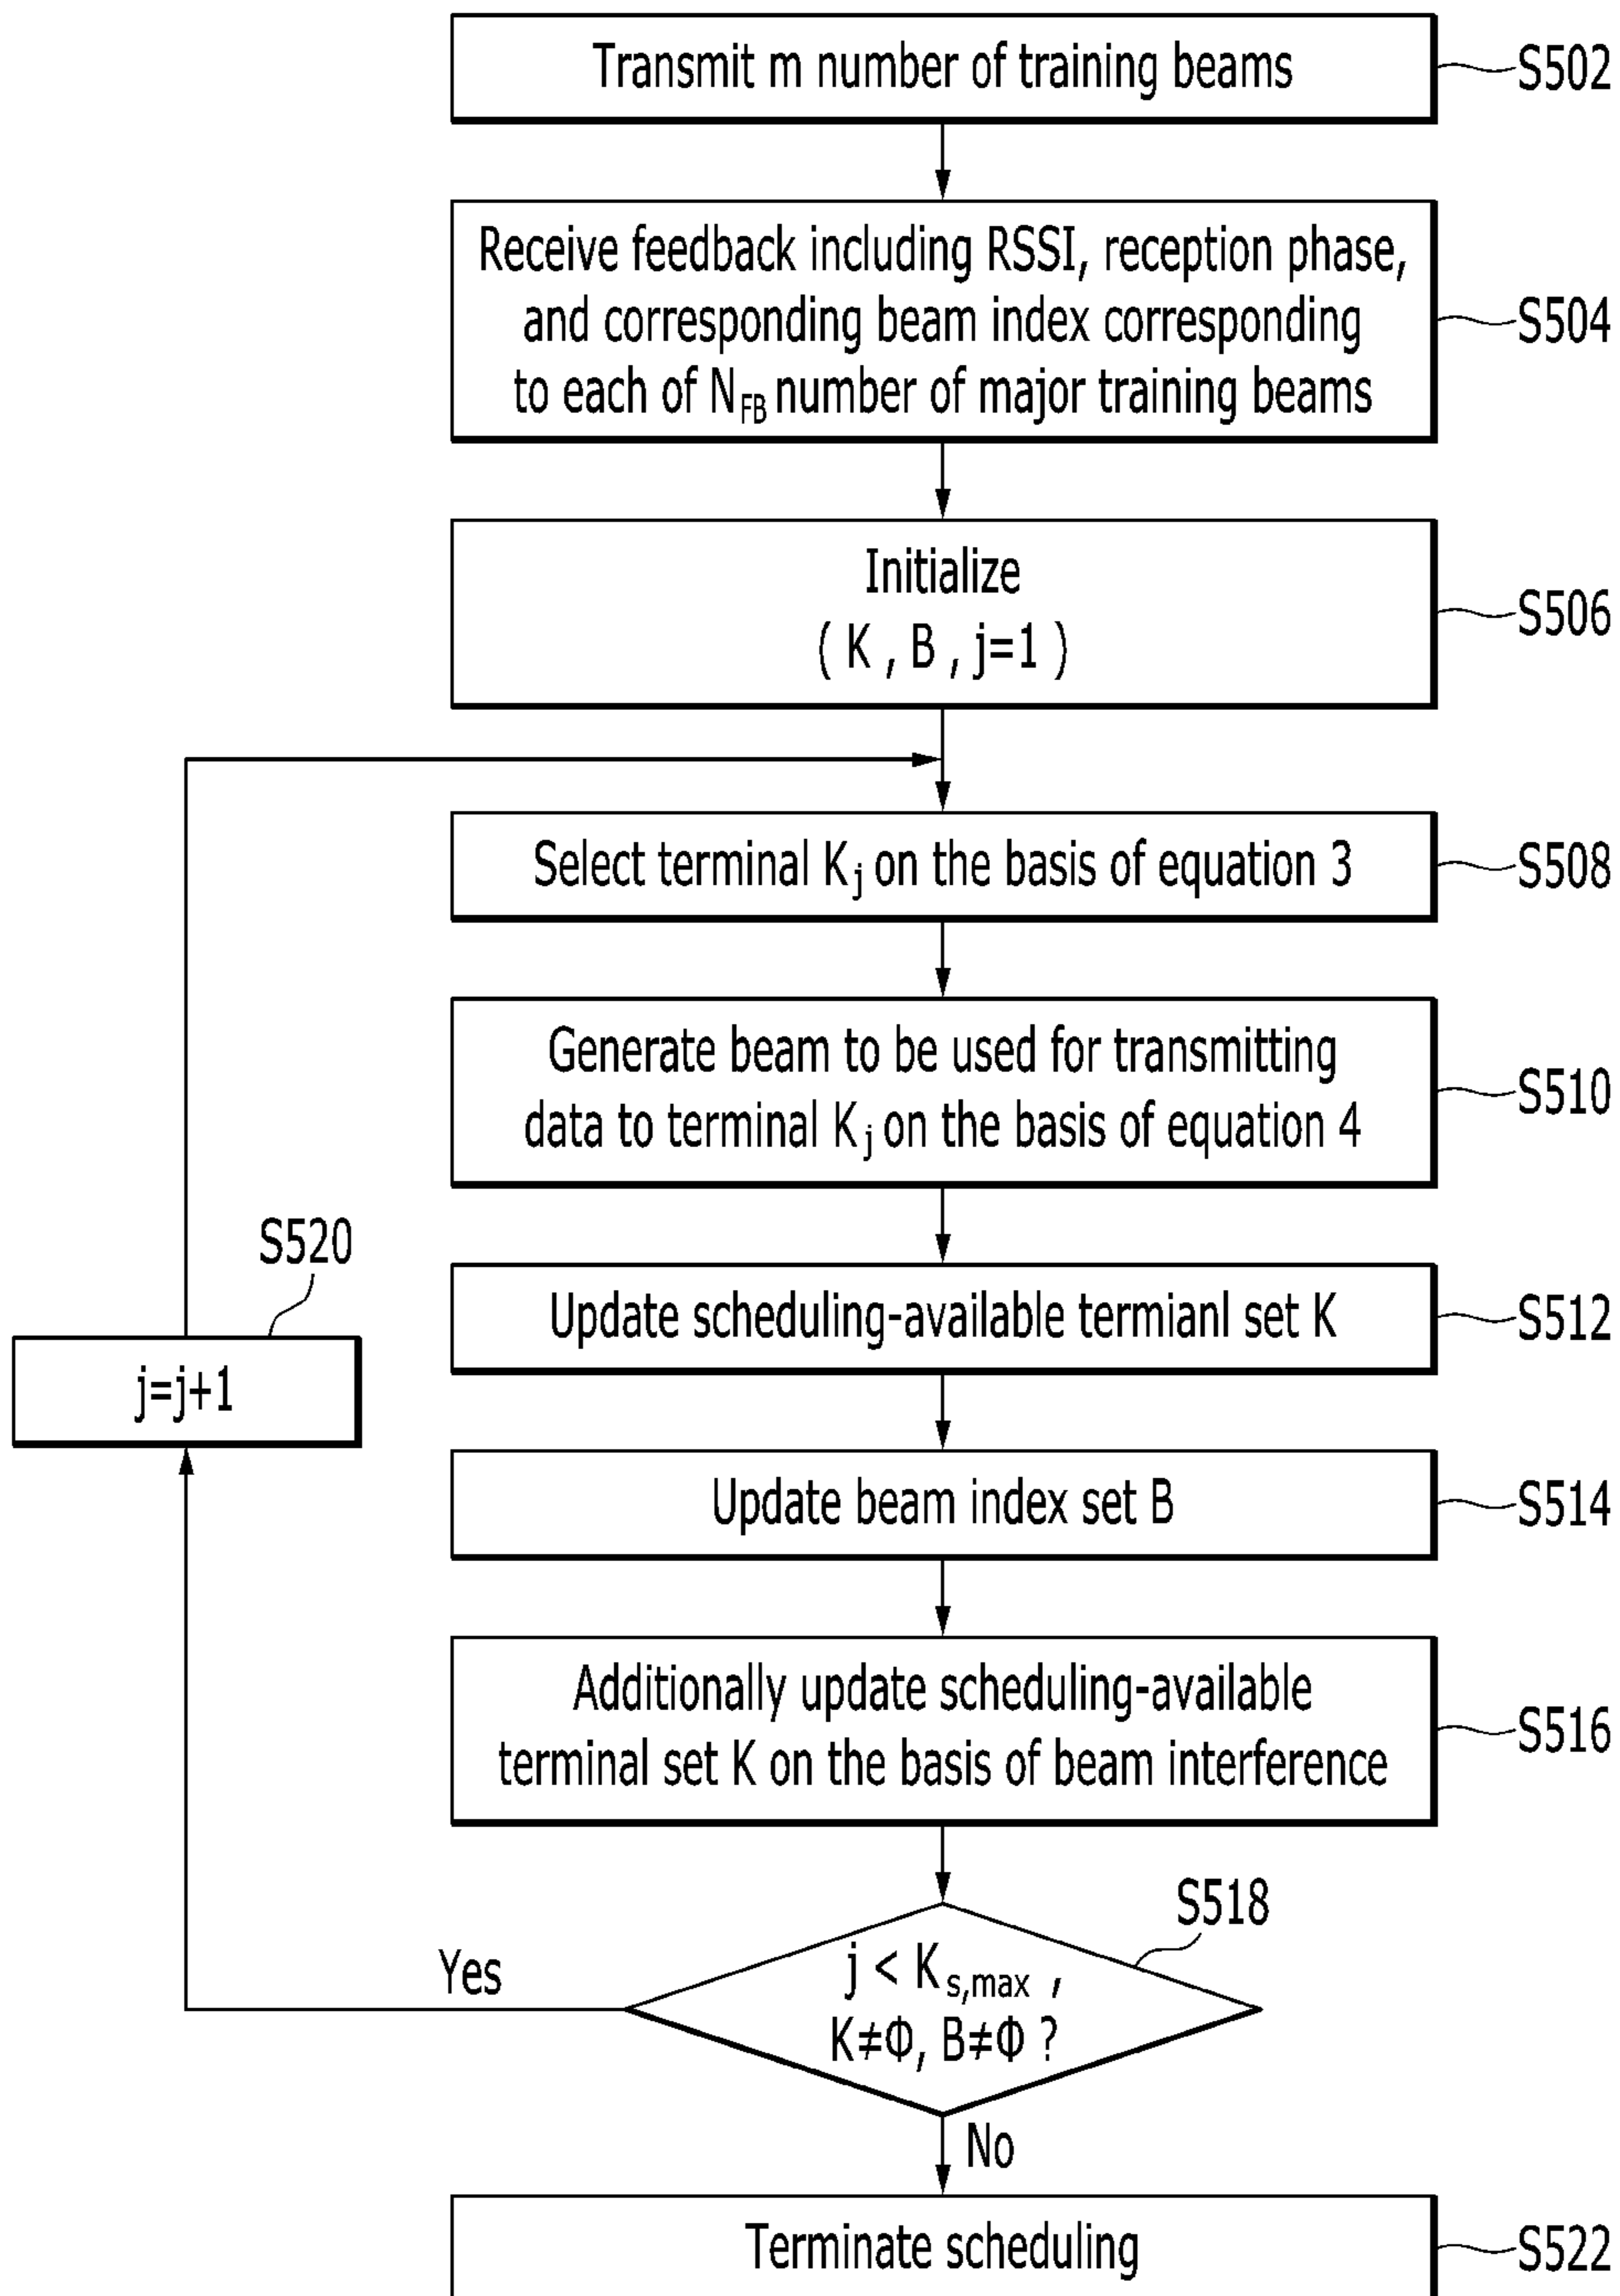 Transmit m number of training beams
S502
Receive feedback including RSSI, reception phase,
and corresponding beam index corresponding
to each of N_FB number of major training beams
S504
Initialize
( K , B , j=1 )
S506
Select terminal K_j on the basis of equation 3
S508
Generate beam to be used for transmitting
data to terminal K_j on the basis of equation 4
S510
S520
j=j+1
Update scheduling-available termianl set K
S512
Update beam index set B
S514
Additionally update scheduling-available
terminal set K on the basis of beam interference
S516
S518
j < K_s,max ,
K≠Φ, B≠Φ ?
Yes
No
Terminate scheduling
S522